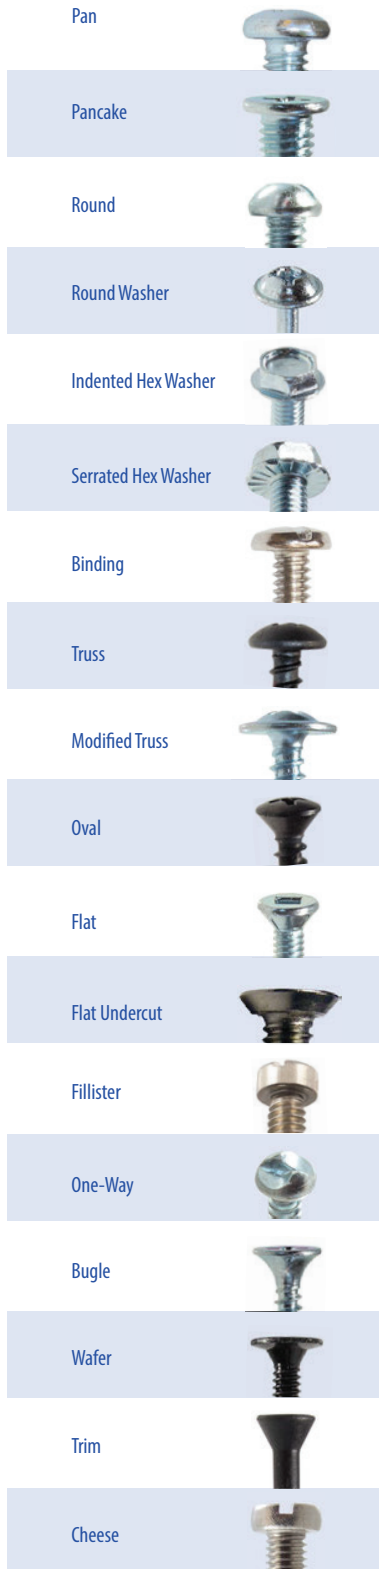 Pan
Pancake
Round
Round Washer
Indented Hex Washer
Serrated Hex Washer
Binding
Truss
Modified Truss
Oval
Flat
Flat Undercut
Fillister
One-Way
Bugle
Wafer
Trim
Cheese